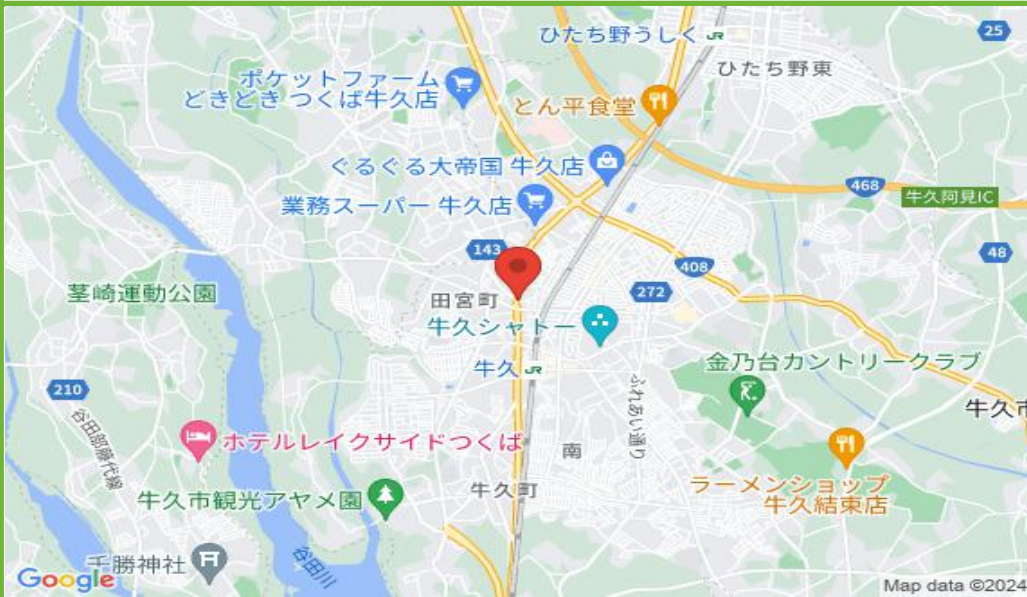 25
ひたち野うしく JR
ひたち野東
ポケットファーム
どきどき つくば牛久店
とん平食堂
ぐるぐる大帝国 牛久店
業務スーパー 牛久店
468
牛久阿見IC
143
48
408
272
茎崎運動公園
田宮町
牛久シャトー
牛久 JR
金乃台カントリークラブ
210
ふれあい通り
牛久市
谷田部藤代線
ホテルレイクサイドつくば
南
牛久町
牛久市観光アヤメ園
ラーメンショップ
牛久結束店
千勝神社
谷田川
Google
Map data ©2024